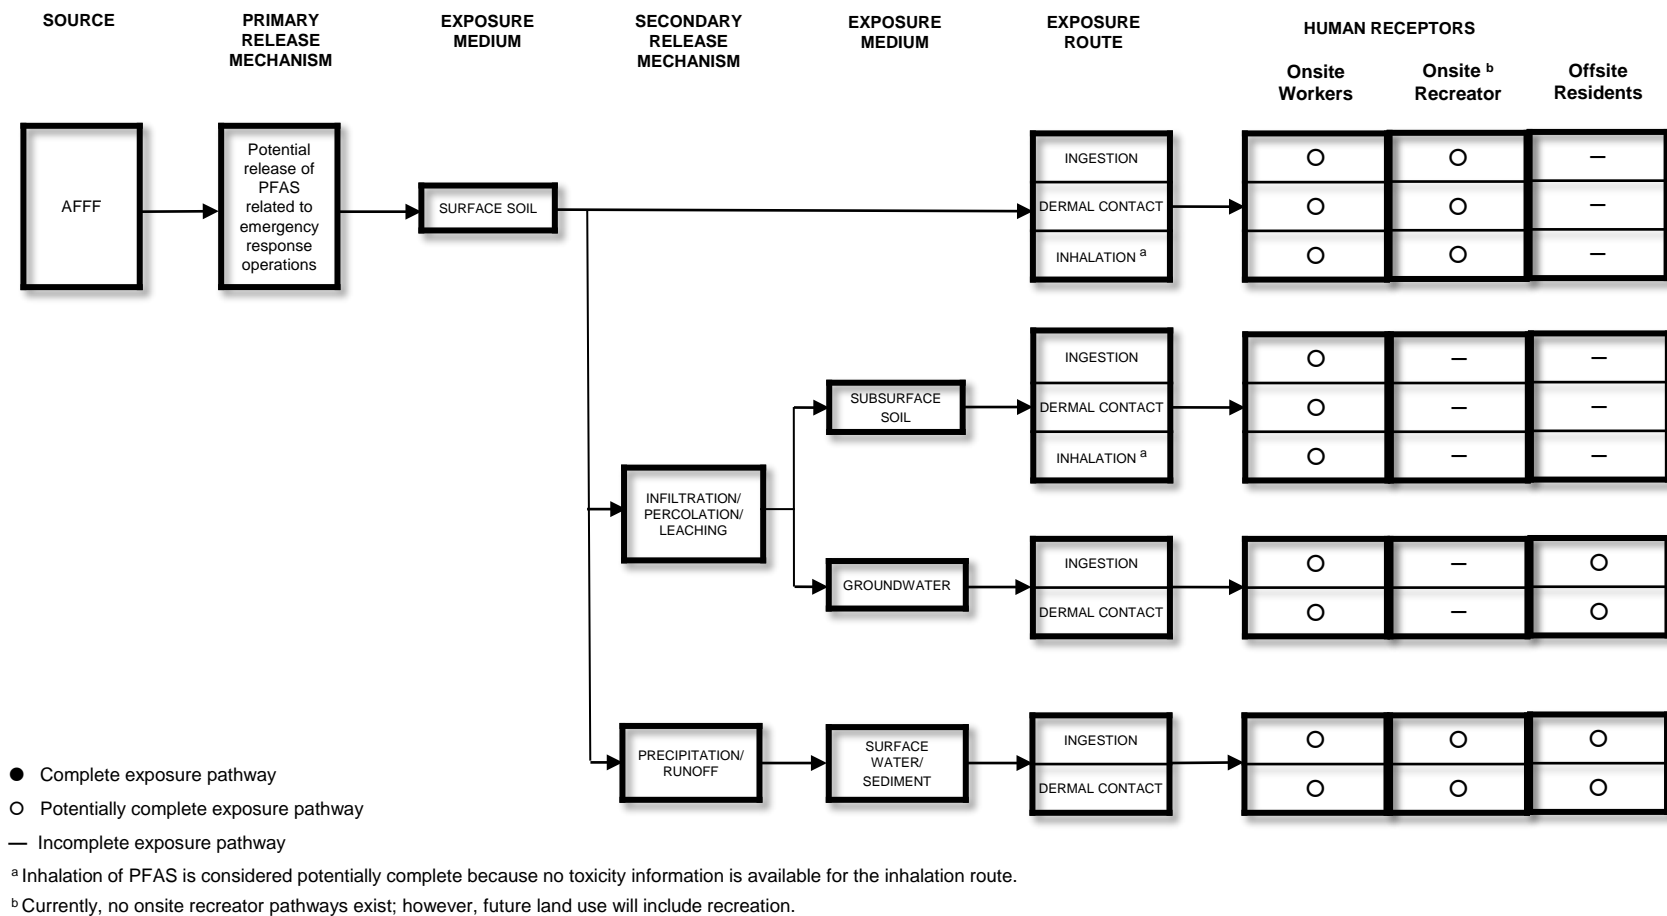 SOURCE
PRIMARY
RELEASE
MECHANISM
EXPOSURE
MEDIUM
SECONDARY
RELEASE
MECHANISM
EXPOSURE
MEDIUM
EXPOSURE
ROUTE
HUMAN RECEPTORS
Onsite
Workers
Onsite b
Recreator
Offsite
Residents
AFFF
Potential
release of
PFAS
related to
emergency
response
operations
SURFACE SOIL
INGESTION
DERMAL CONTACT
INHALATION a
INFILTRATION/
PERCOLATION/
LEACHING
SUBSURFACE
SOIL
INGESTION
DERMAL CONTACT
INHALATION a
GROUNDWATER
INGESTION
DERMAL CONTACT
PRECIPITATION/
RUNOFF
SURFACE
WATER/
SEDIMENT
INGESTION
DERMAL CONTACT
● Complete exposure pathway
O Potentially complete exposure pathway
— Incomplete exposure pathway
a Inhalation of PFAS is considered potentially complete because no toxicity information is available for the inhalation route.
b Currently, no onsite recreator pathways exist; however, future land use will include recreation.